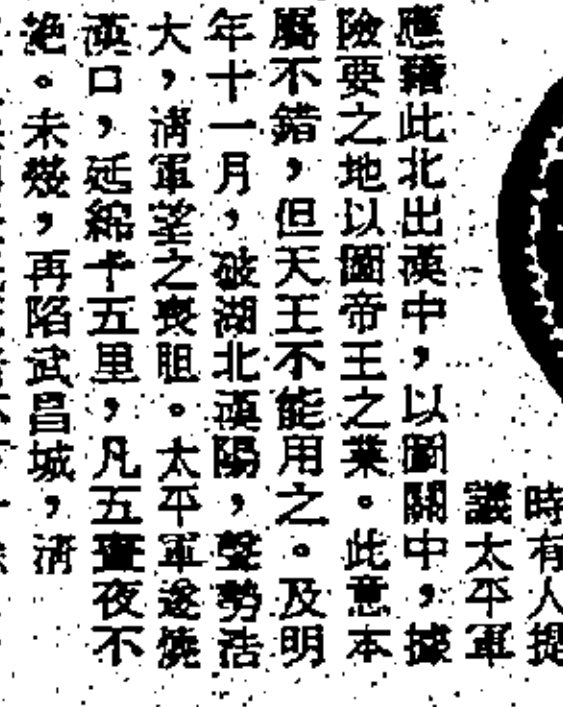 時有人提
議太平軍
應藉此北出漢中，以圖關中，據
險要之地以圖帝王之業。此意本
屬不錯，但天王不能用之。及明
年十一月，破湖北漢陽，聲勢浩
大，清軍望之喪胆。太平軍遂燒
漢口，延綿十五里，凡五晝夜不
絕。未幾，再陷武昌城，清